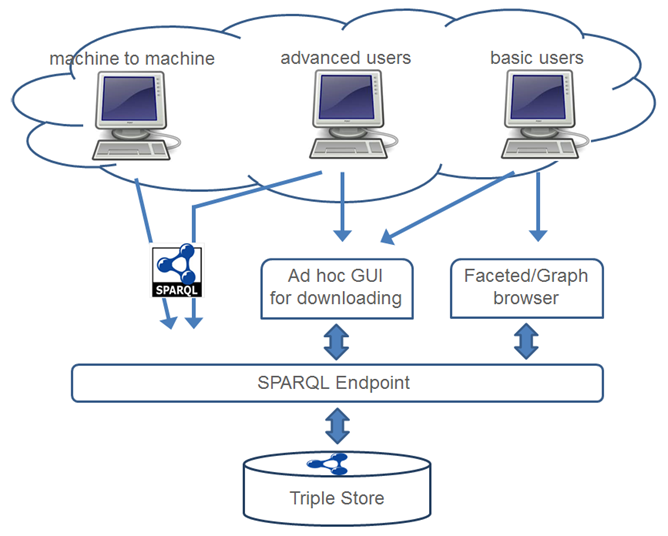 machine to machine
advanced users
basic users
SPARQL
Ad hoc GUI
for downloading
Faceted/Graph
browser
SPARQL Endpoint
Triple Store